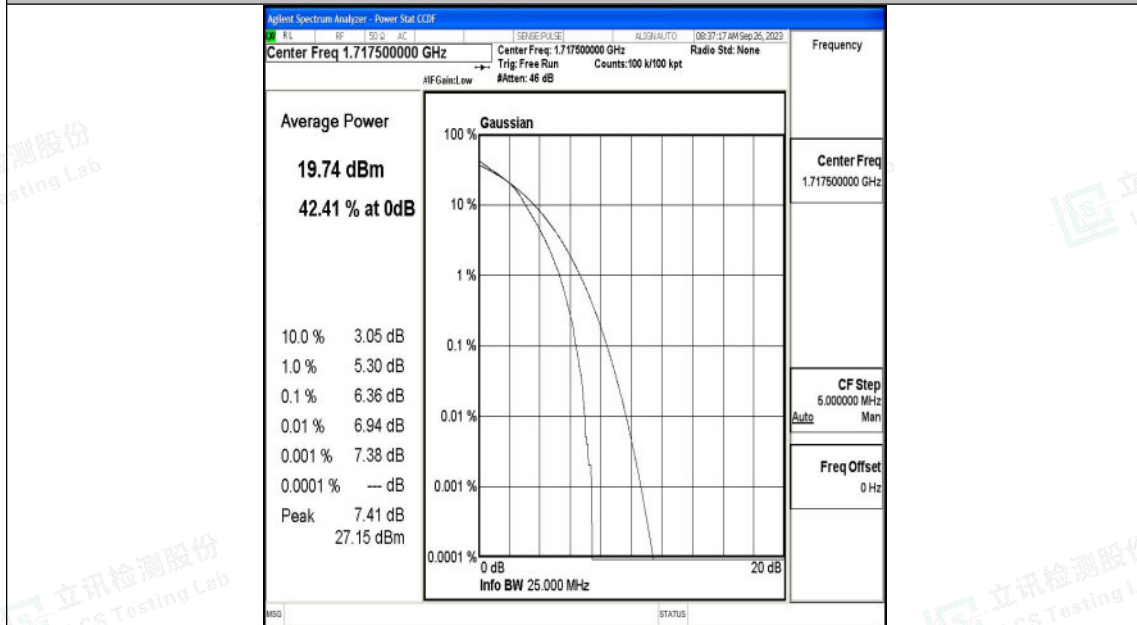 Agilent Spectrum Analyzer - Power Stat CCDF
RL RF 50 Ω AC SENSE:PULSE ALIGNAUTO 08:37:17 AM Sep 26, 2023
Center Freq 1.717500000 GHz
Center Freq: 1.717500000 GHz Radio Std: None
Trig: Free Run Counts:100 k/100 kpt
#IFGain:Low #Atten: 46 dB
Frequency
Average Power
19.74 dBm
42.41 % at 0dB
10.0 % 3.05 dB
1.0 % 5.30 dB
0.1 % 6.36 dB
0.01 % 6.94 dB
0.001 % 7.38 dB
0.0001 % --- dB
Peak 7.41 dB
27.15 dBm
Gaussian
100 %
10 %
1 %
0.1 %
0.01 %
0.001 %
0.0001 %
0 dB 20 dB
Info BW 25.000 MHz
Center Freq
1.717500000 GHz
CF Step
5.000000 MHz
Auto Man
Freq Offset
0 Hz
MSG STATUS
立讯检测股份
LCS Testing Lab